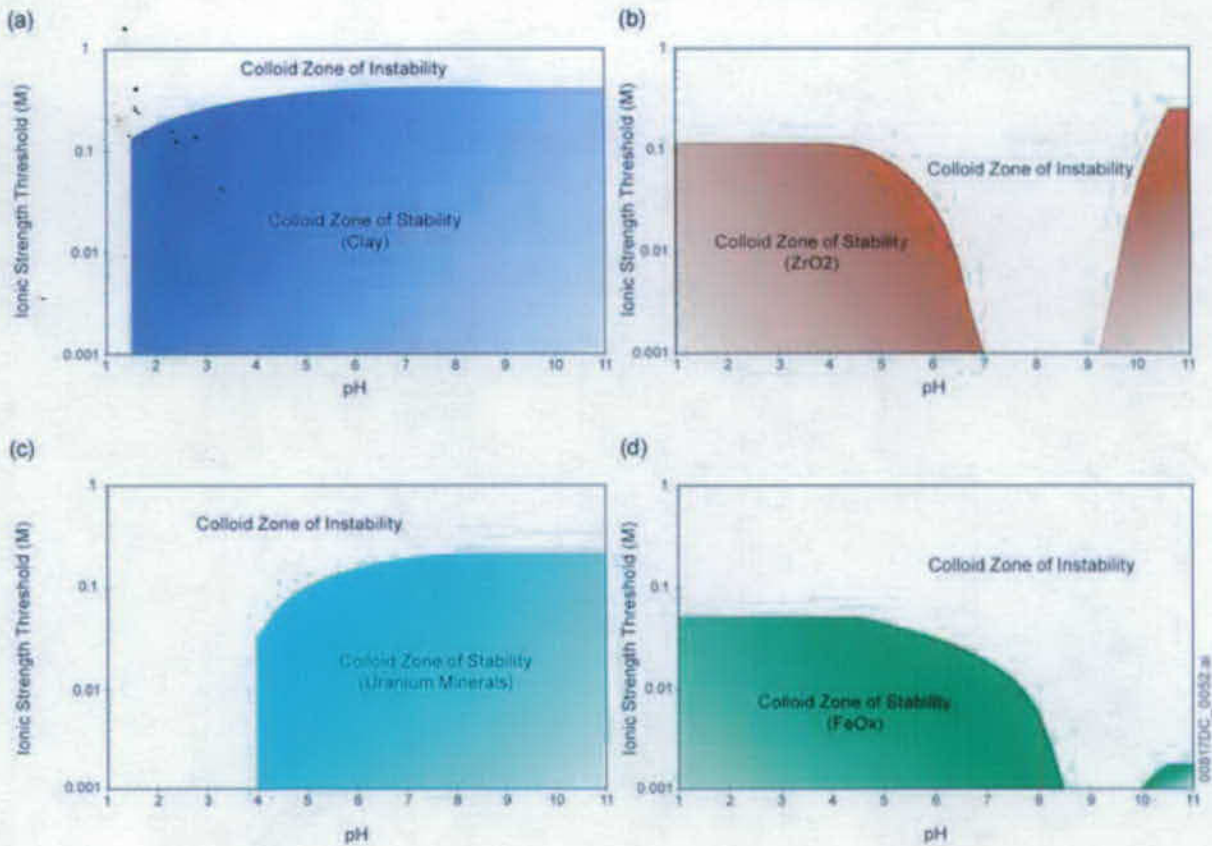 (a)
1
Colloid Zone of Instability
0.1
Colloid Zone of Stability
(Clay)
0.01
0.001
Ionic Strength Threshold (M)
1 2 3 4 5 6 7 8 9 10 11
pH
(b)
1
0.1
Colloid Zone of Instability
Colloid Zone of Stability
(ZrO2)
0.01
0.001
Ionic Strength Threshold (M)
1 2 3 4 5 6 7 8 9 10 11
pH
(c)
1
Colloid Zone of Instability
0.1
Colloid Zone of Stability
(Uranium Minerals)
0.01
0.001
Ionic Strength Threshold (M)
1 2 3 4 5 6 7 8 9 10 11
pH
(d)
1
Colloid Zone of Instability
0.1
0.01
Colloid Zone of Stability
(FeOx)
0.001
Ionic Strength Threshold (M)
1 2 3 4 5 6 7 8 9 10 11
pH
00817DC_0052.ai